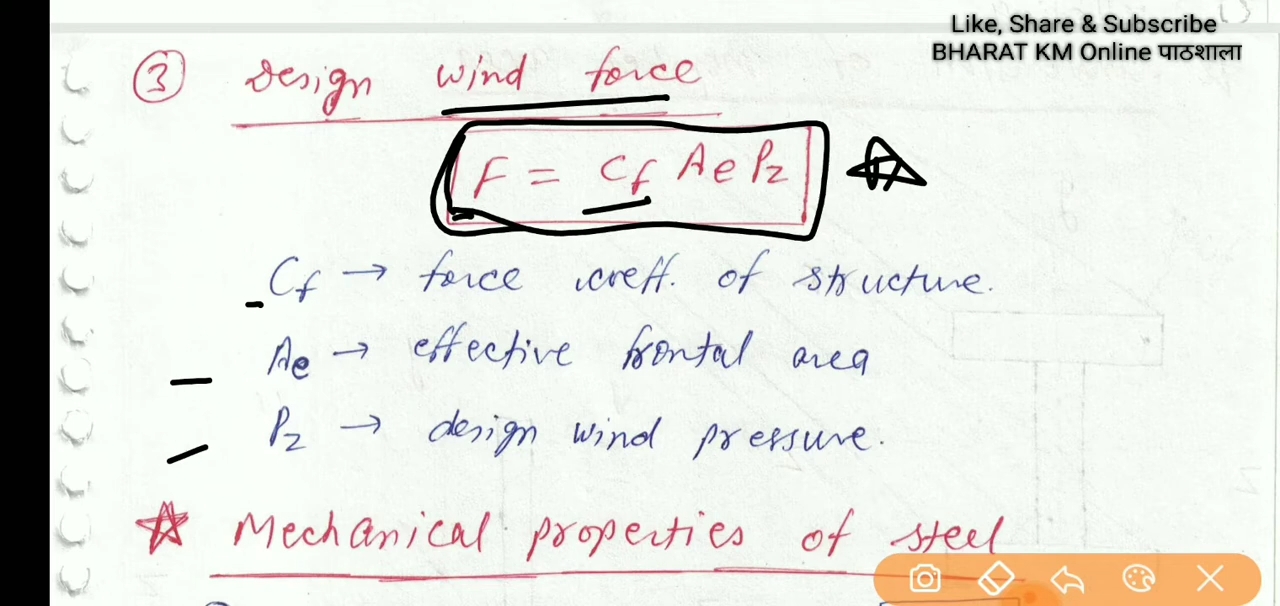 Like, Share & Subscribe
BHARAT KM Online पाठशाला
③ Design wind force
F = Cf Ae Pz
Cf → force coeff. of structure.
Ae → effective frontal area
Pz → design wind pressure.
Mechanical properties of steel